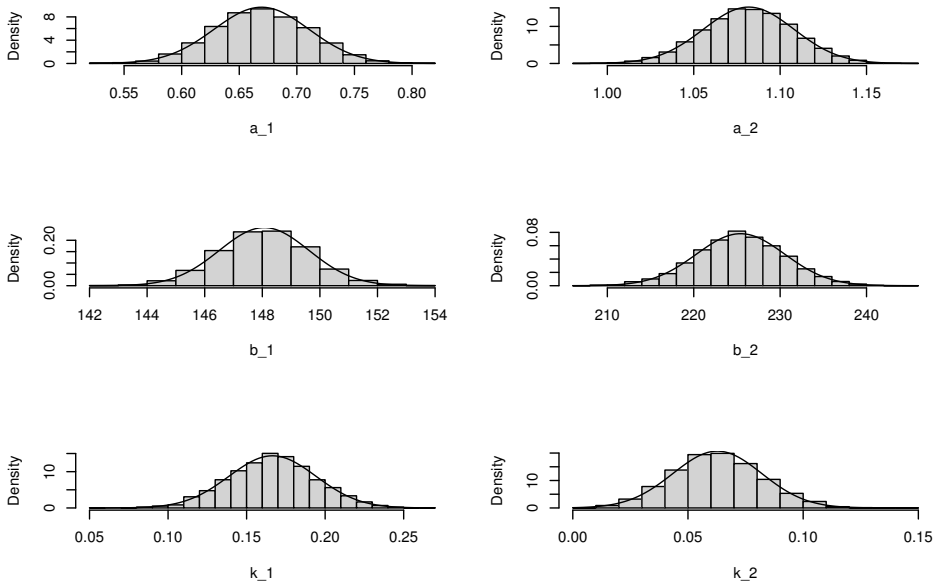 Density
0 4 8
0.55 0.60 0.65 0.70 0.75 0.80
a_1
Density
0 10
1.00 1.05 1.10 1.15
a_2
Density
0.00 0.20
142 144 146 148 150 152 154
b_1
Density
0.00 0.08
210 220 230 240
b_2
Density
0 10
0.05 0.10 0.15 0.20 0.25
k_1
Density
0 10
0.00 0.05 0.10 0.15
k_2